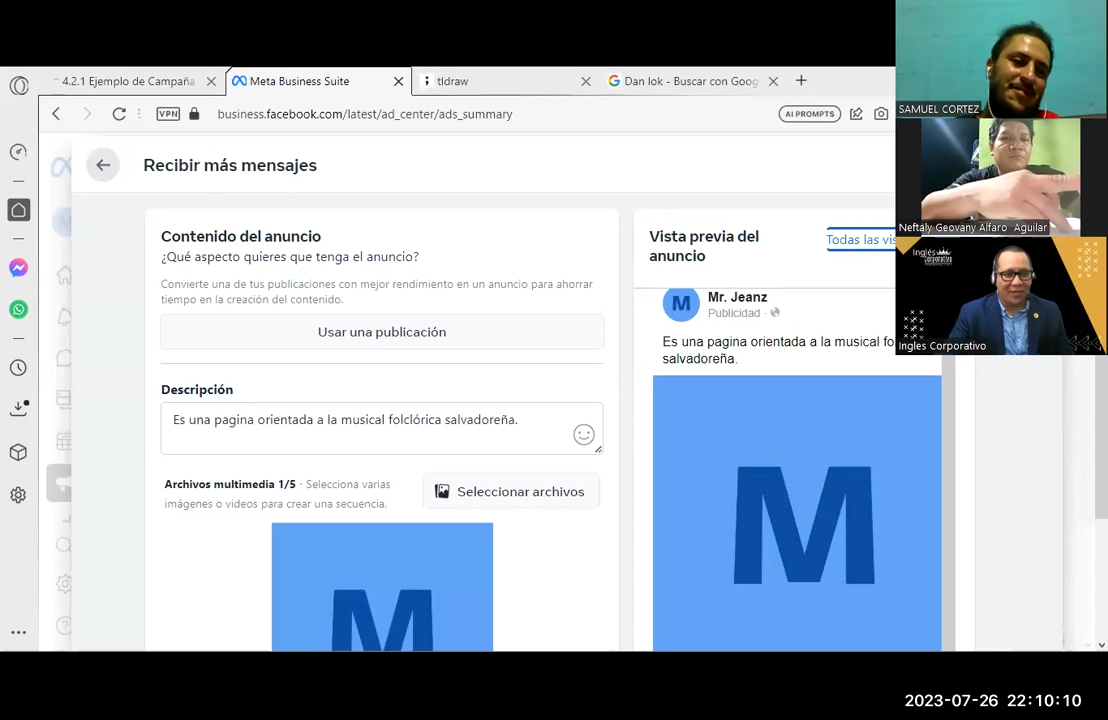 4.2.1 Ejemplo de Campaña
Meta Business Suite
tldraw
Dan lok - Buscar con Goog
VPN
business.facebook.com/latest/ad_center/ads_summary
AI PROMPTS
Recibir más mensajes
Contenido del anuncio
¿Qué aspecto quieres que tenga el anuncio?
Convierte una de tus publicaciones con mejor rendimiento en un anuncio para ahorrar
tiempo en la creación del contenido.
Usar una publicación
Descripción
Es una pagina orientada a la musical folclórica salvadoreña.
Archivos multimedia 1/5 · Selecciona varias
imágenes o videos para crear una secuencia.
Seleccionar archivos
M
Vista previa del
anuncio
Todas las vis
M
Mr. Jeanz
Publicidad ·
Es una pagina orientada a la musical fo
salvadoreña.
M
SAMUEL CORTEZ
Neftaly Geovany Alfaro Aguilar
Inglés
Corporativo
Ingles Corporativo
2023-07-26 22:10:10